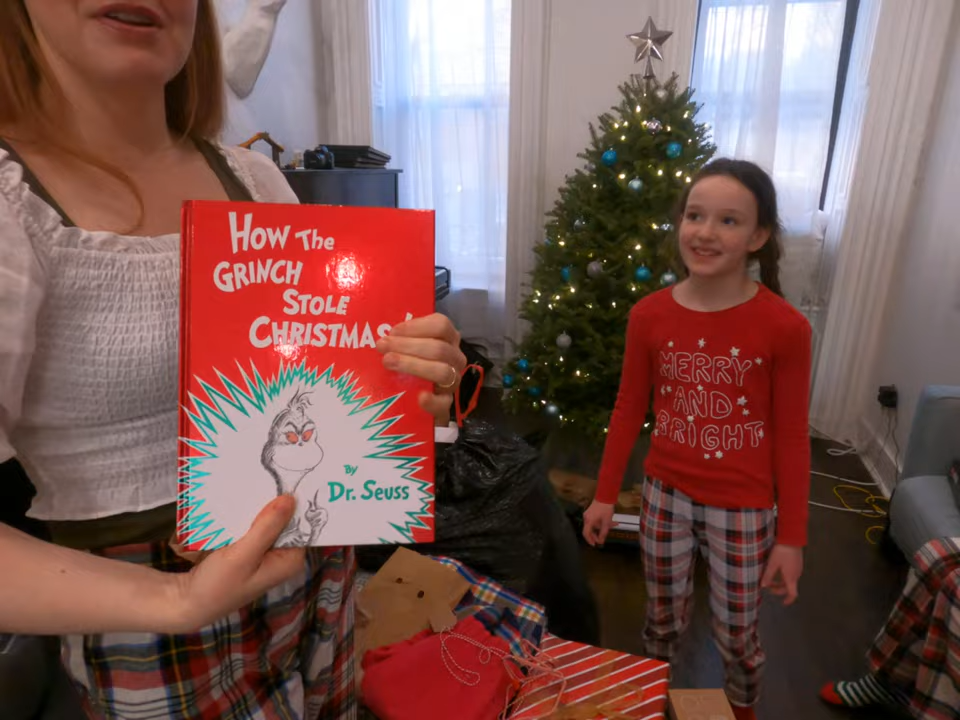 How The
GRINCH
STOLE
CHRISTMAS!
By
Dr. Seuss
MERRY
AND
BRIGHT